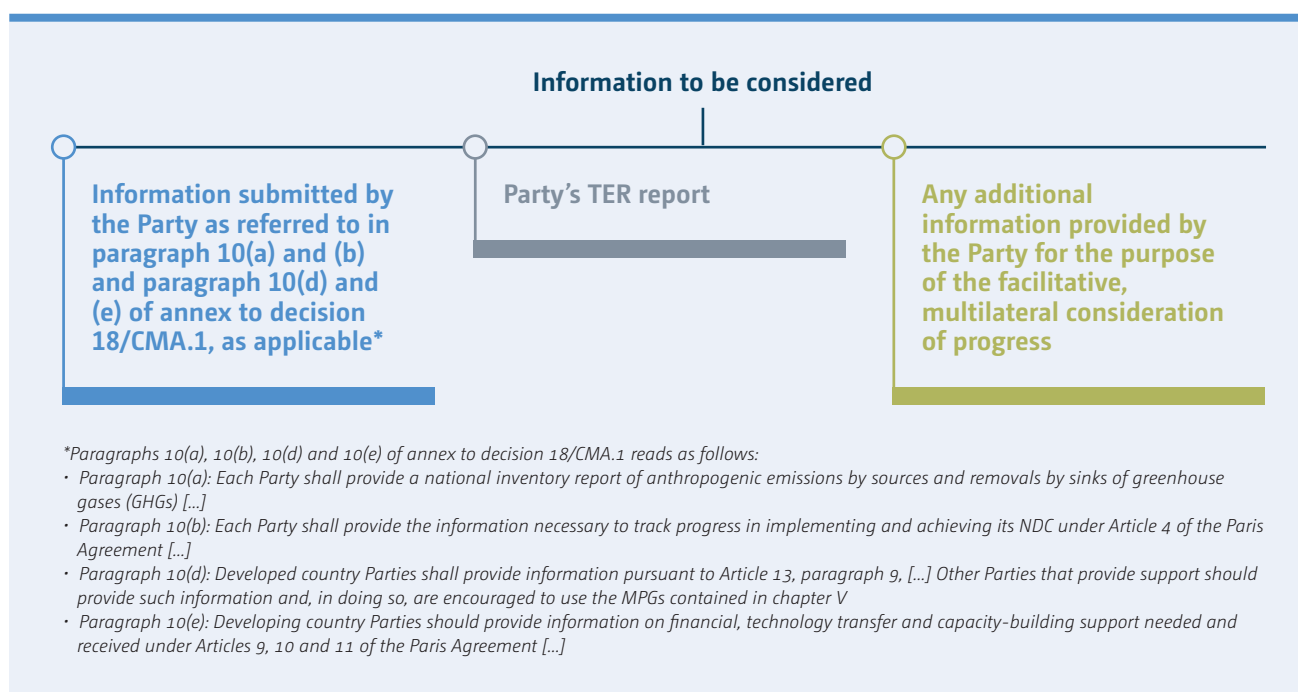 Information to be considered
Information submitted by
the Party as referred to in
paragraph 10(a) and (b)
and paragraph 10(d) and
(e) of annex to decision
18/CMA.1, as applicable*
Party's TER report
Any additional
information provided by
the Party for the purpose
of the facilitative,
multilateral consideration
of progress
*Paragraphs 10(a), 10(b), 10(d) and 10(e) of annex to decision 18/CMA.1 reads as follows:
• Paragraph 10(a): Each Party shall provide a national inventory report of anthropogenic emissions by sources and removals by sinks of greenhouse
gases (GHGs) [...]
• Paragraph 10(b): Each Party shall provide the information necessary to track progress in implementing and achieving its NDC under Article 4 of the Paris
Agreement [...]
• Paragraph 10(d): Developed country Parties shall provide information pursuant to Article 13, paragraph 9, [...] Other Parties that provide support should
provide such information and, in doing so, are encouraged to use the MPGs contained in chapter V
• Paragraph 10(e): Developing country Parties should provide information on financial, technology transfer and capacity-building support needed and
received under Articles 9, 10 and 11 of the Paris Agreement [...]